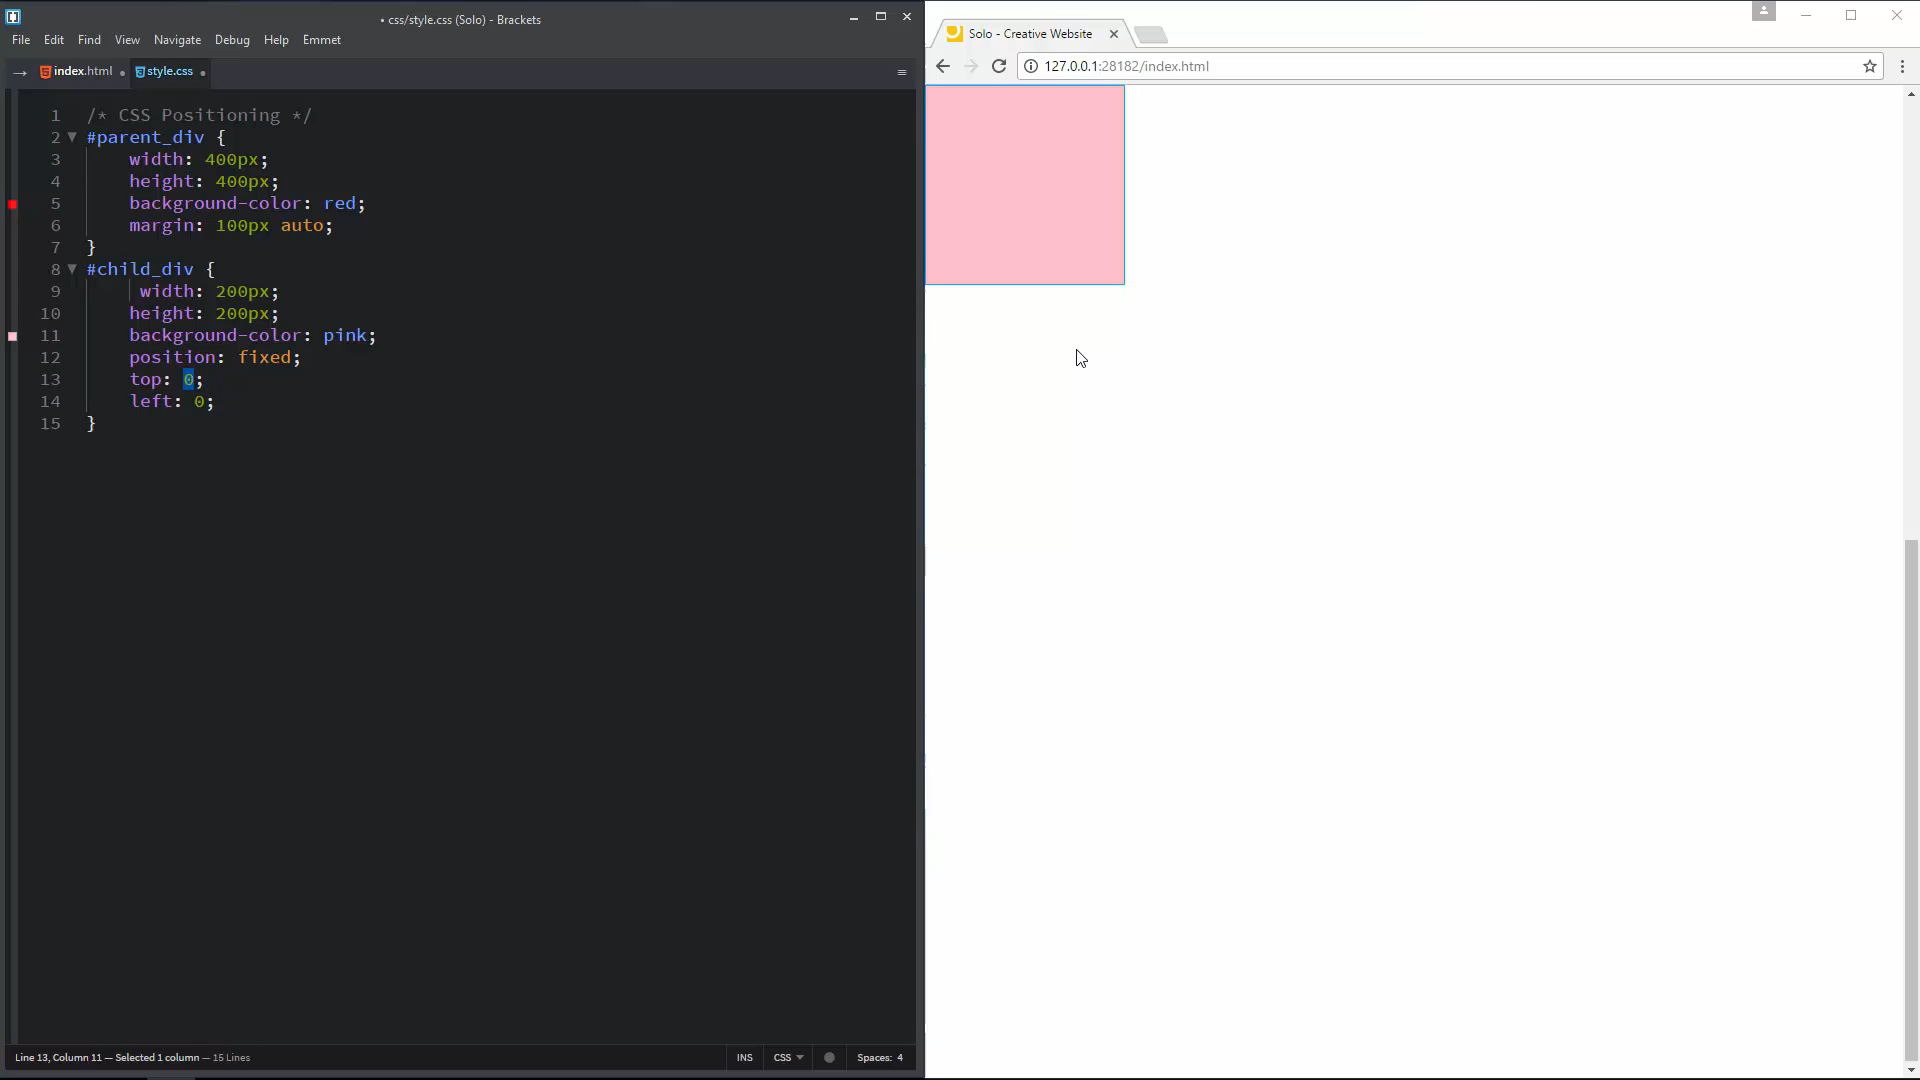 • css/style.css (Solo) - Brackets
File Edit Find View Navigate Debug Help Emmet
index.html • style.css •
1 /* CSS Positioning */
2 #parent_div {
3 width: 400px;
4 height: 400px;
5 background-color: red;
6 margin: 100px auto;
7 }
8 #child_div {
9 width: 200px;
10 height: 200px;
11 background-color: pink;
12 position: fixed;
13 top: 0;
14 left: 0;
15 }
Line 13, Column 11 — Selected 1 column — 15 Lines
INS CSS Spaces: 4
Solo - Creative Website
127.0.0.1:28182/index.html